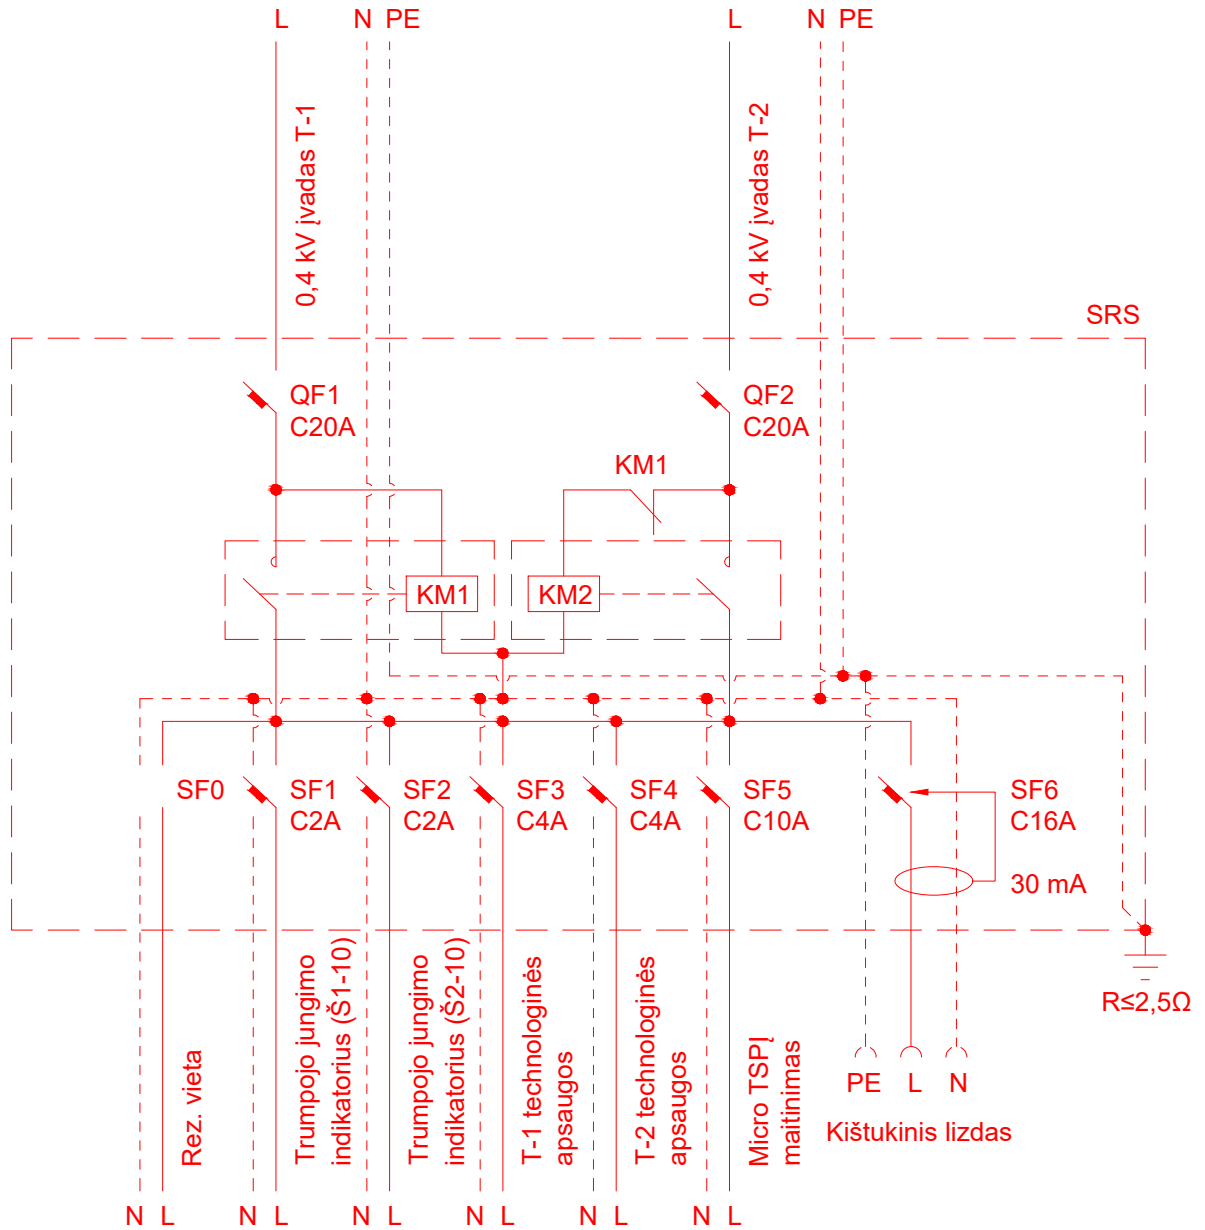 L
N
PE
L
N
PE
0,4 kV įvadas T-1
0,4 kV įvadas T-2
SRS
QF1
C20A
QF2
C20A
KM1
KM1
KM2
SF0
SF1
C2A
SF2
C2A
SF3
C4A
SF4
C4A
SF5
C10A
SF6
C16A
30 mA
R≤2,5Ω
Rez. vieta
Trumpojo jungimo
indikatorius (Š1-10)
Trumpojo jungimo
indikatorius (Š2-10)
T-1 technologinės
apsaugos
T-2 technologinės
apsaugos
Micro TSPĮ
maitinimas
PE
L
N
Kištukinis lizdas
N
L
N
L
N
L
N
L
N
L
N
L